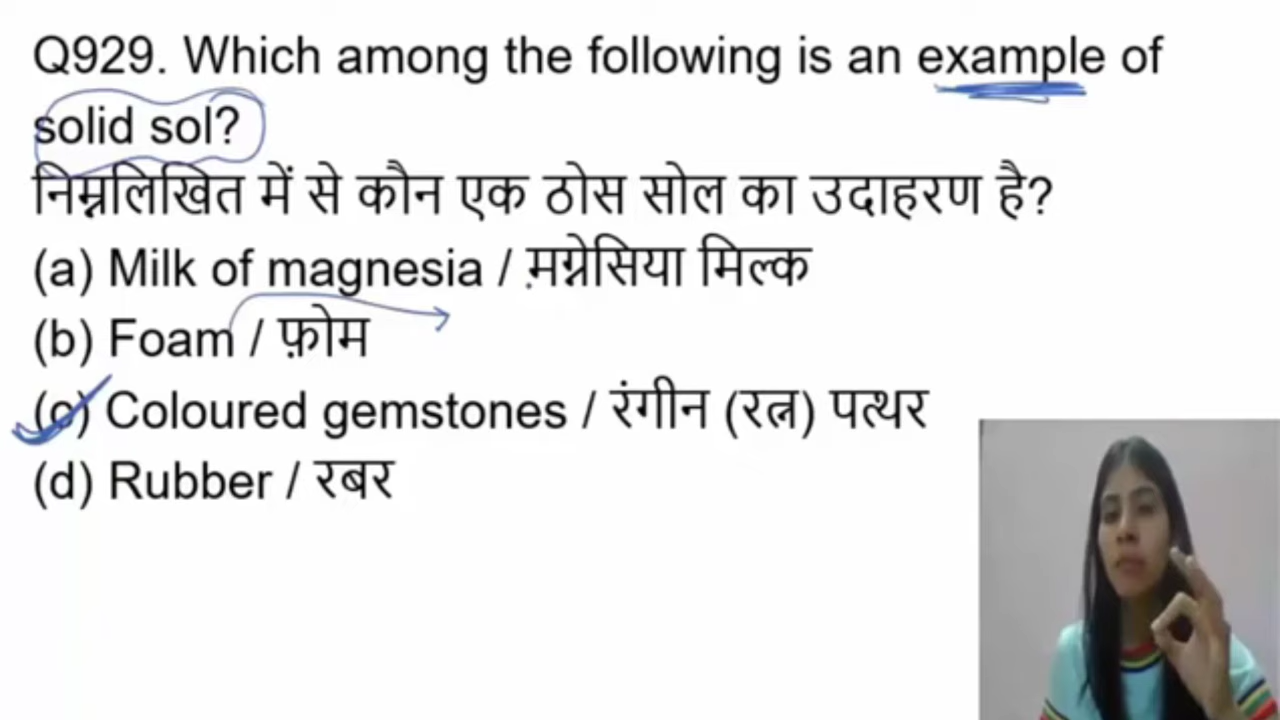 Q929. Which among the following is an example of
solid sol?
निम्नलिखित में से कौन एक ठोस सोल का उदाहरण है?
(a) Milk of magnesia / .मग्नेसिया मिल्क
(b) Foam / फ़ोम
(c) Coloured gemstones / रंगीन (रत्न) पत्थर
(d) Rubber / रबर